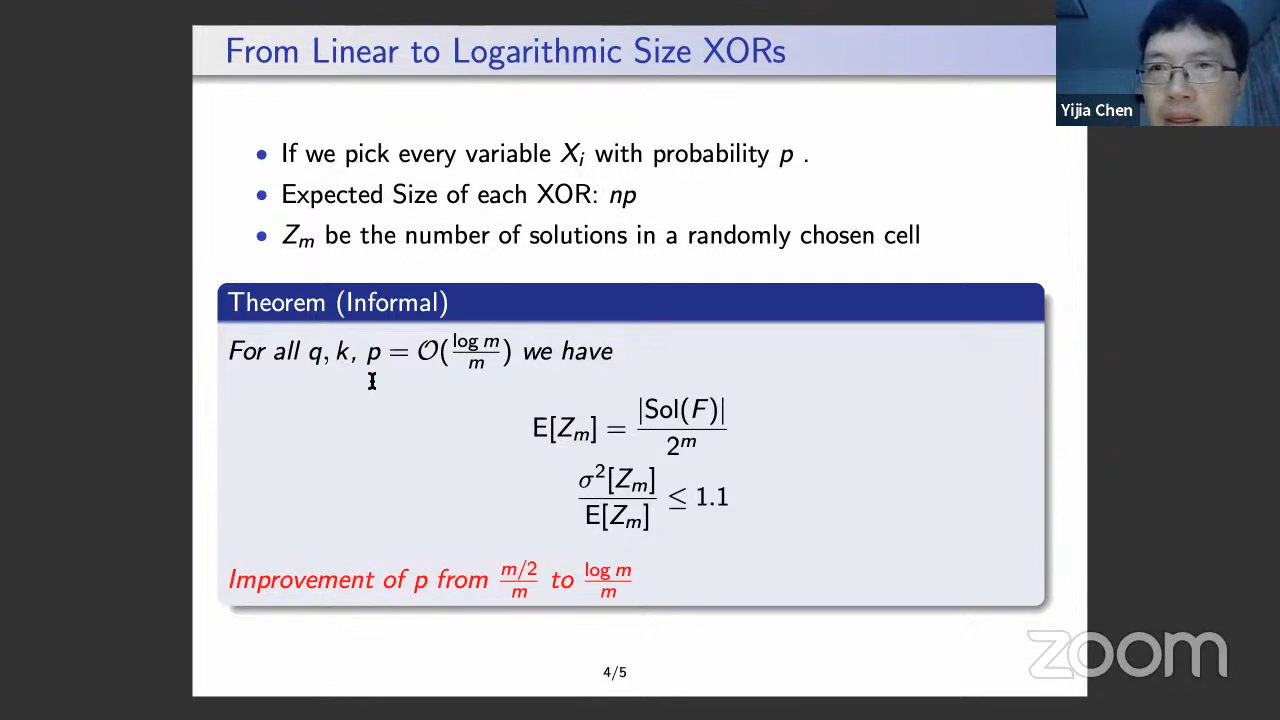 From Linear to Logarithmic Size XORs
Yijia Chen
• If we pick every variable X_i with probability p .
• Expected Size of each XOR: np
• Z_m be the number of solutions in a randomly chosen cell
Theorem (Informal)
For all q, k, p = O(log m / m) we have
E[Z_m] = |Sol(F)| / 2^m
σ²[Z_m] / E[Z_m] ≤ 1.1
Improvement of p from m/2 / m to log m / m
zoom
4/5